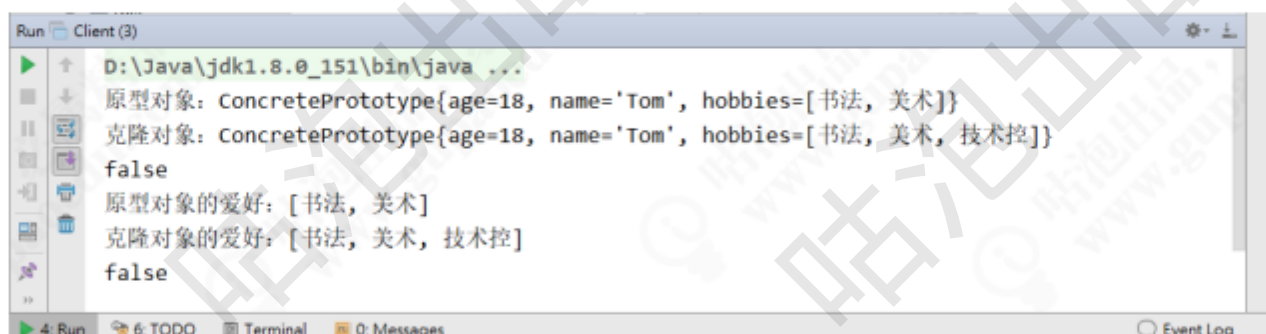 Run Client (3)
D:\Java\jdk1.8.0_151\bin\java ...
原型对象：ConcretePrototype{age=18, name='Tom', hobbies=[书法, 美术]}
克隆对象：ConcretePrototype{age=18, name='Tom', hobbies=[书法, 美术, 技术控]}
false
原型对象的爱好：[书法, 美术]
克隆对象的爱好：[书法, 美术, 技术控]
false
4: Run 6: TODO Terminal 0: Messages Event Log
咕泡出品